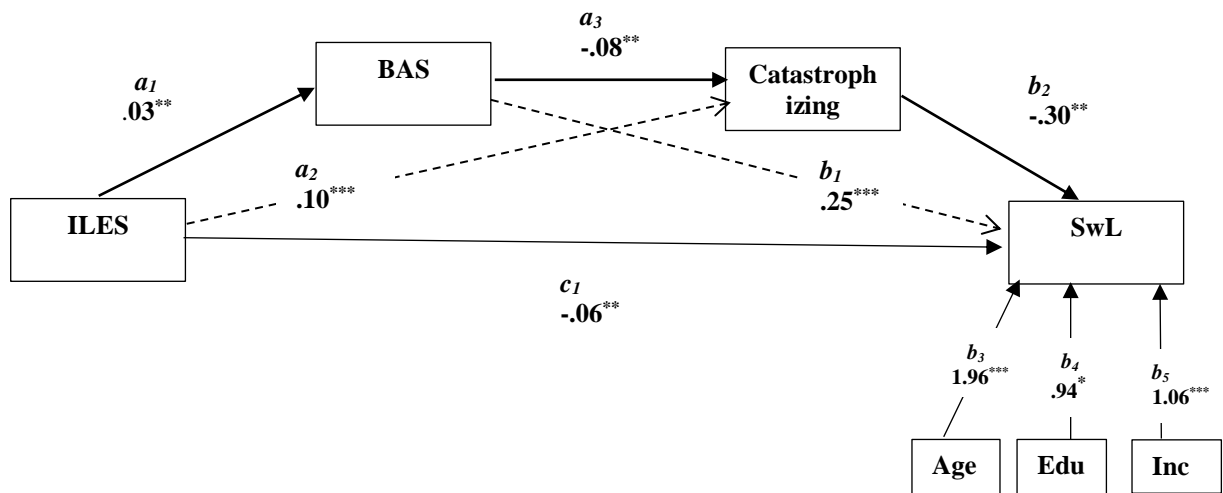 a₃
-.08**
BAS
Catastroph
izing
a₁
.03**
b₂
-.30**
a₂
.10***
b₁
.25***
ILES
SwL
c₁
-.06**
b₃
1.96***
b₄
.94*
b₅
1.06***
Age
Edu
Inc